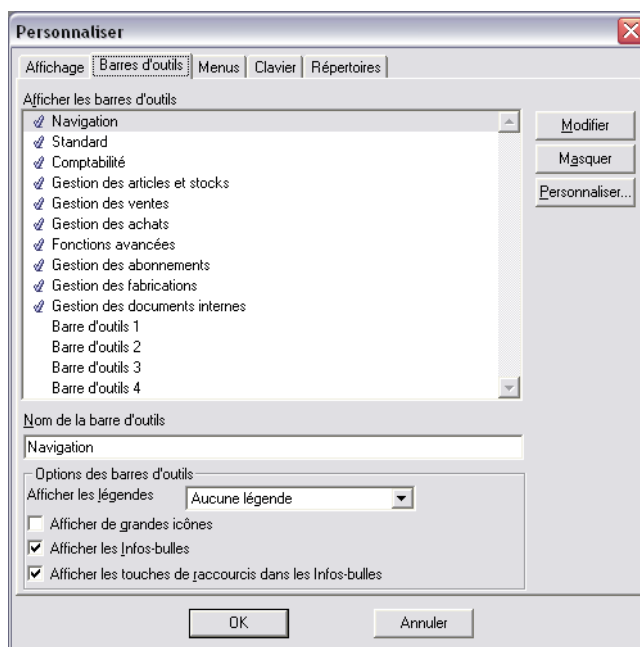 Personnaliser
Affichage Barres d'outils Menus Clavier Répertoires
Afficher les barres d'outils
Navigation
Standard
Comptabilité
Gestion des articles et stocks
Gestion des ventes
Gestion des achats
Fonctions avancées
Gestion des abonnements
Gestion des fabrications
Gestion des documents internes
Barre d'outils 1
Barre d'outils 2
Barre d'outils 3
Barre d'outils 4
Modifier
Masquer
Personnaliser...
Nom de la barre d'outils
Navigation
Options des barres d'outils
Afficher les légendes Aucune légende
Afficher de grandes icônes
Afficher les Infos-bulles
Afficher les touches de raccourcis dans les Infos-bulles
OK Annuler